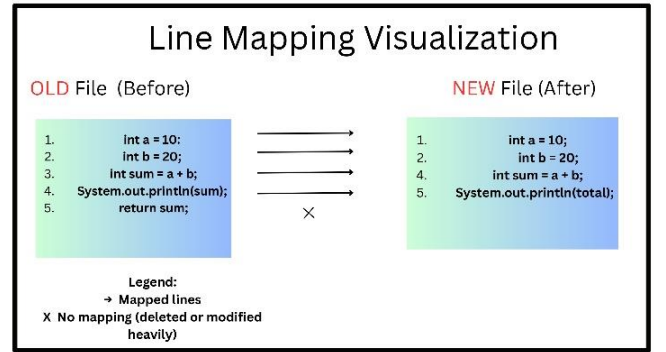 Line Mapping Visualization
OLD File (Before)
1. int a = 10:
2. int b = 20;
3. int sum = a + b;
4. System.out.println(sum);
5. return sum;
X
NEW File (After)
1. int a = 10;
2. int b = 20;
4. int sum = a + b;
5. System.out.println(total);
Legend:
→ Mapped lines
X No mapping (deleted or modified
heavily)